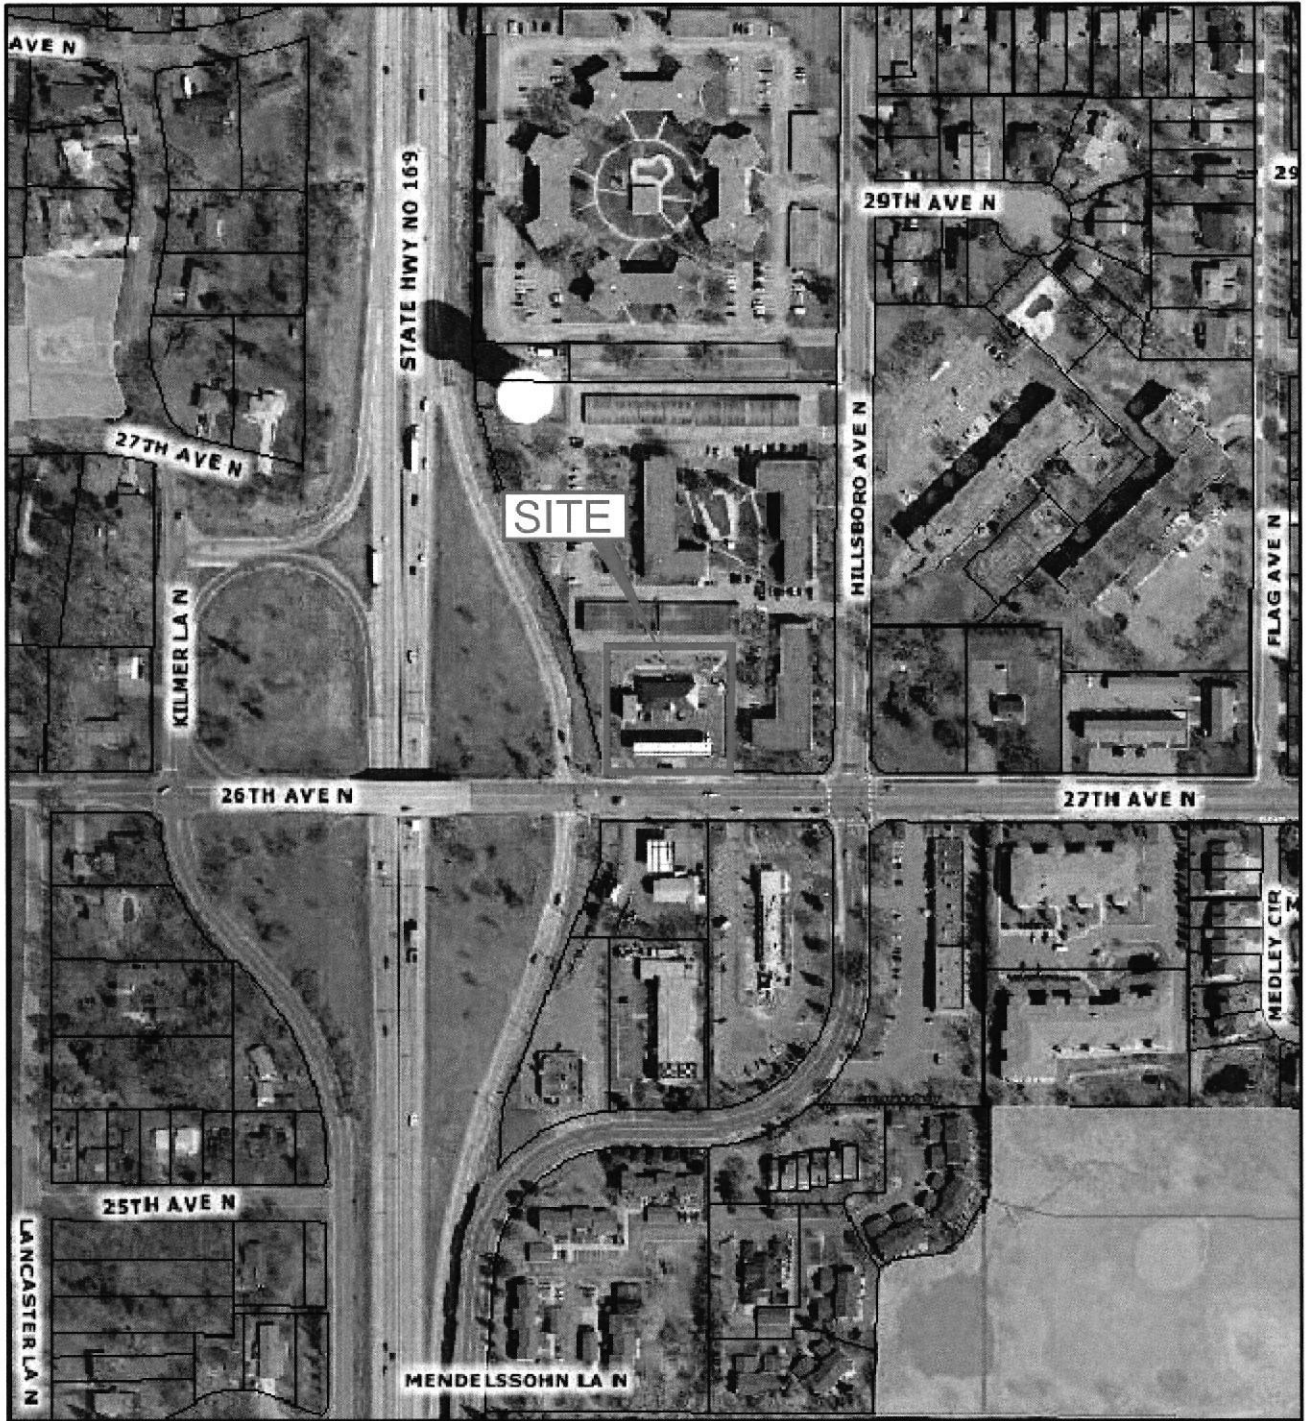 AVE N
STATE HWY NO 169
29TH AVE N
29
27TH AVE N
SITE
HILLSBORO AVE N
FLAG AVE N
KILMER LA N
26TH AVE N
27TH AVE N
MEDLEY CIR
25TH AVE N
LANCASTER LA N
MENDELSSOHN LA N